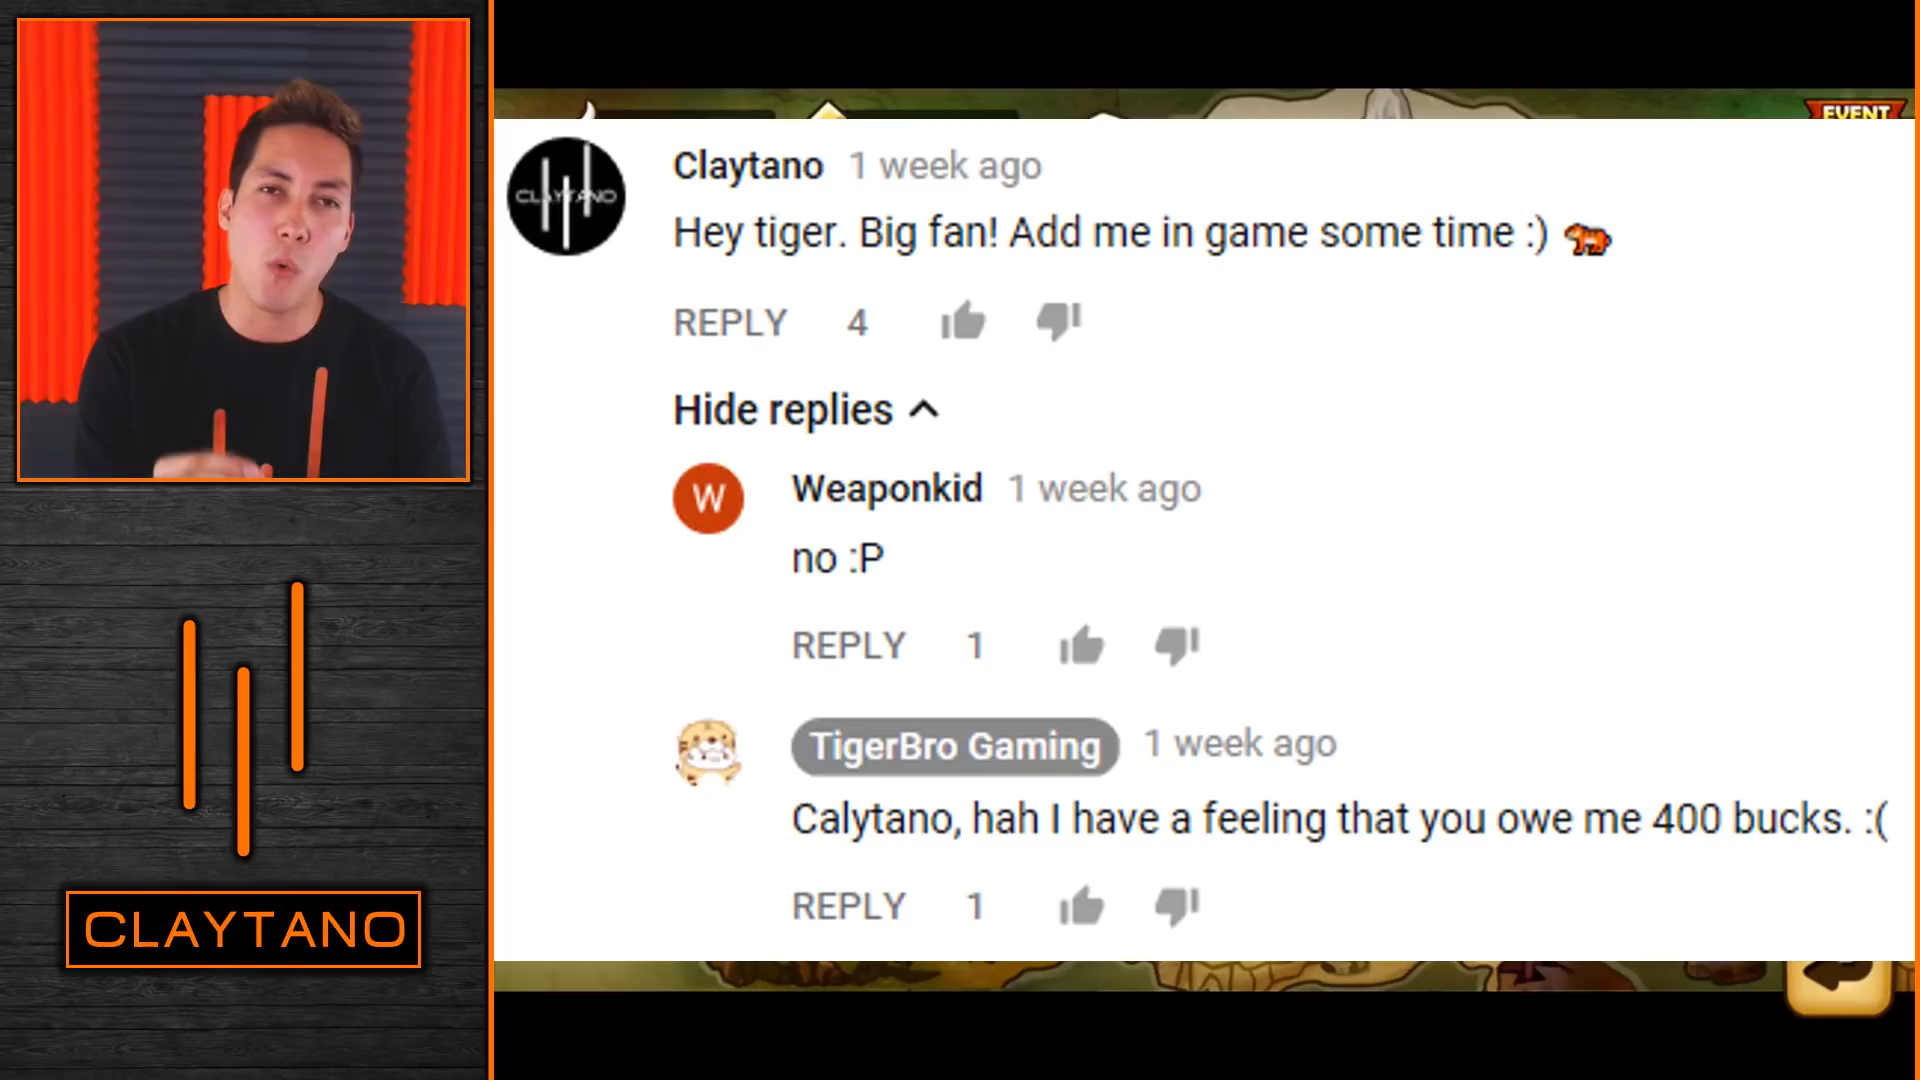 EVENT
CLAYTANO
Claytano 1 week ago
Hey tiger. Big fan! Add me in game some time :) 🐅
REPLY 4
Hide replies
W
Weaponkid 1 week ago
no :P
REPLY 1
TigerBro Gaming 1 week ago
Calytano, hah I have a feeling that you owe me 400 bucks. :(
REPLY 1
CLAYTANO